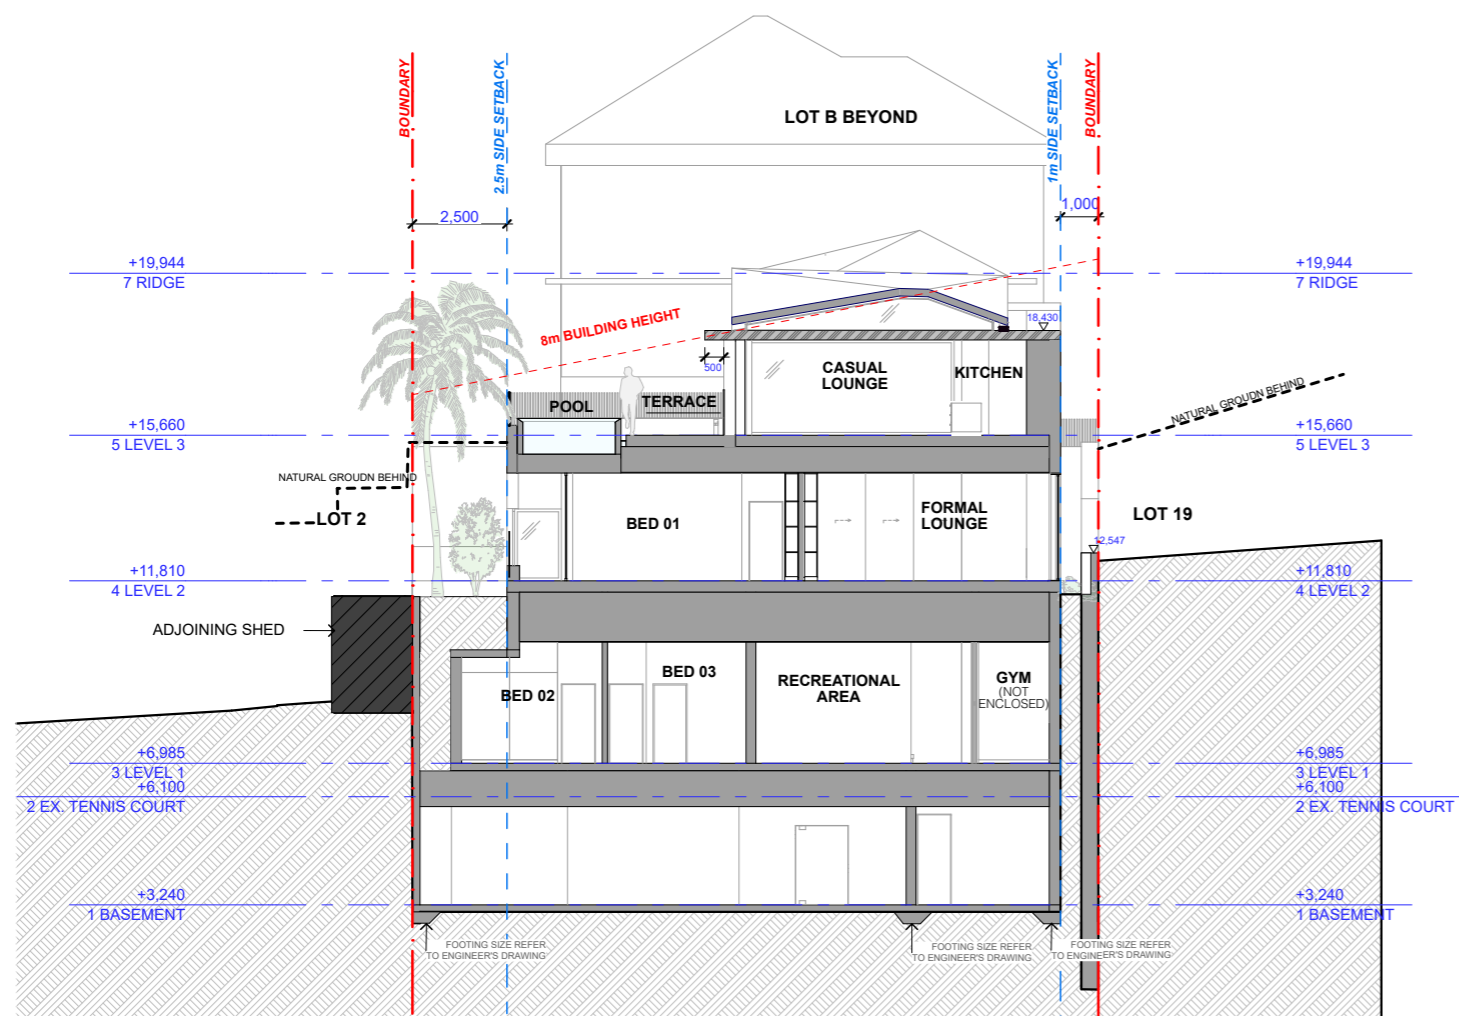 BOUNDARY
2.5m SIDE SETBACK
LOT B BEYOND
1m SIDE SETBACK
BOUNDARY
2,500
1,000
+19,944
7 RIDGE
+19,944
7 RIDGE
8m BUILDING HEIGHT
18,430
500
CASUAL
LOUNGE
KITCHEN
POOL
TERRACE
NATURAL GROUDN BEHIND
+15,660
5 LEVEL 3
+15,660
5 LEVEL 3
NATURAL GROUDN BEHIND
LOT 2
BED 01
FORMAL
LOUNGE
LOT 19
12,547
+11,810
4 LEVEL 2
+11,810
4 LEVEL 2
ADJOINING SHED
BED 02
BED 03
RECREATIONAL
AREA
GYM
(NOT
ENCLOSED)
+6,985
3 LEVEL 1
+6,985
3 LEVEL 1
+6,100
2 EX. TENNIS COURT
+6,100
2 EX. TENNIS COURT
+3,240
1 BASEMENT
+3,240
1 BASEMENT
FOOTING SIZE REFER
TO ENGINEER'S DRAWING
FOOTING SIZE REFER
TO ENGINEER'S DRAWING
FOOTING SIZE REFER
TO ENGINEER'S DRAWING